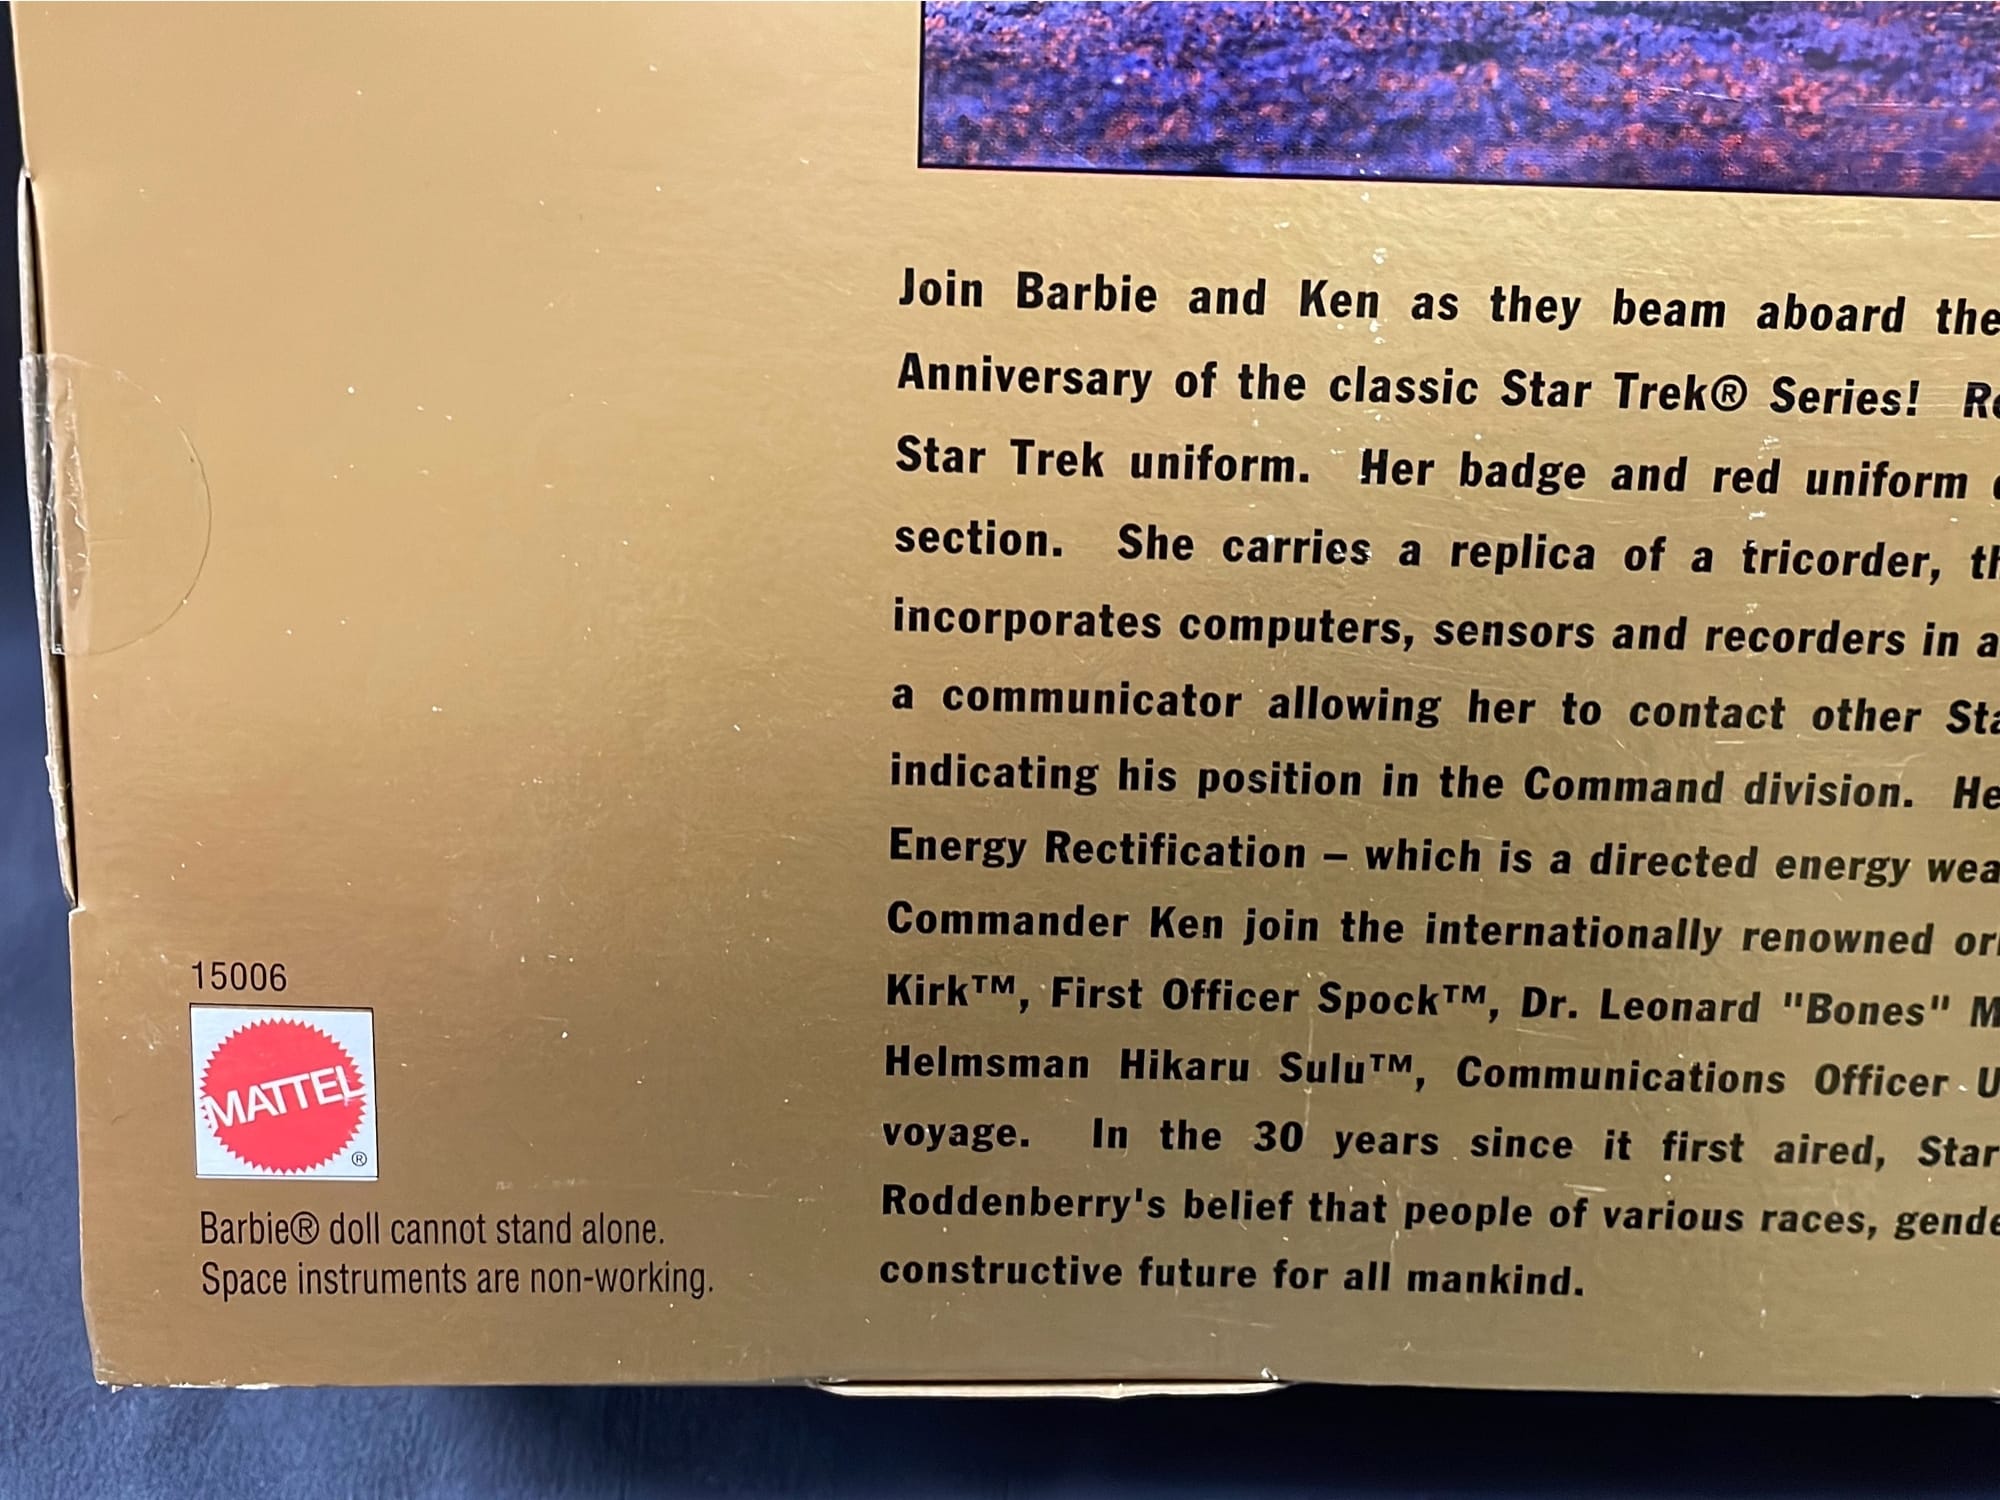 Join Barbie and Ken as they beam aboard the
Anniversary of the classic Star Trek® Series!
Star Trek uniform. Her badge and red uniform
section. She carries a replica of a tricorder,
incorporates computers, sensors and recorders in a
a communicator allowing her to contact other
indicating his position in the Command division. He
Energy Rectification – which is a directed energy
Commander Ken join the internationally renowned
Kirk™, First Officer Spock™, Dr. Leonard "Bones"
Helmsman Hikaru Sulu™, Communications Officer
voyage. In the 30 years since it first aired, Star
Roddenberry's belief that people of various races,
constructive future for all mankind.
15006
MATTEL
®
Barbie® doll cannot stand alone.
Space instruments are non-working.